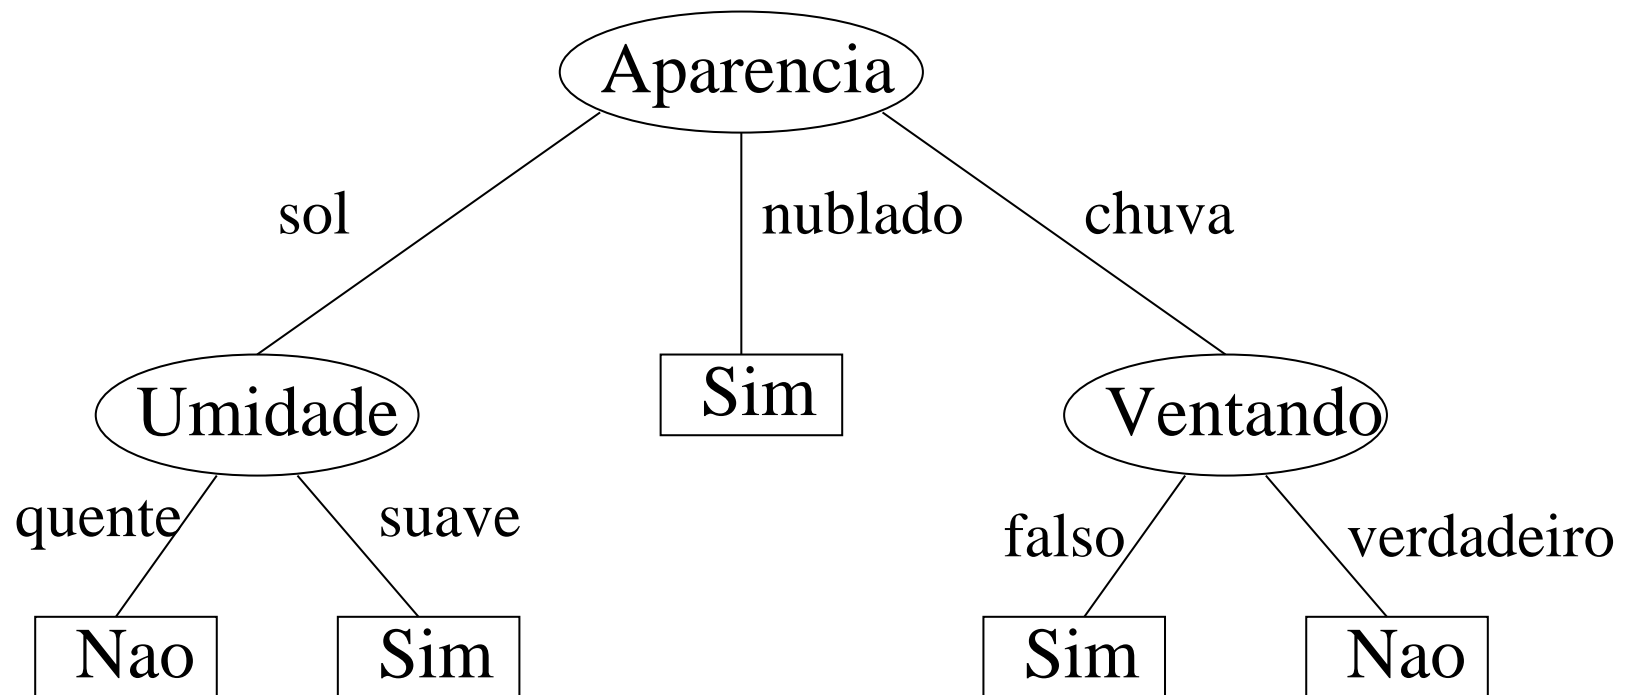 Aparencia
sol
nublado
chuva
Umidade
Sim
Ventando
quente
suave
falso
verdadeiro
Nao
Sim
Sim
Nao